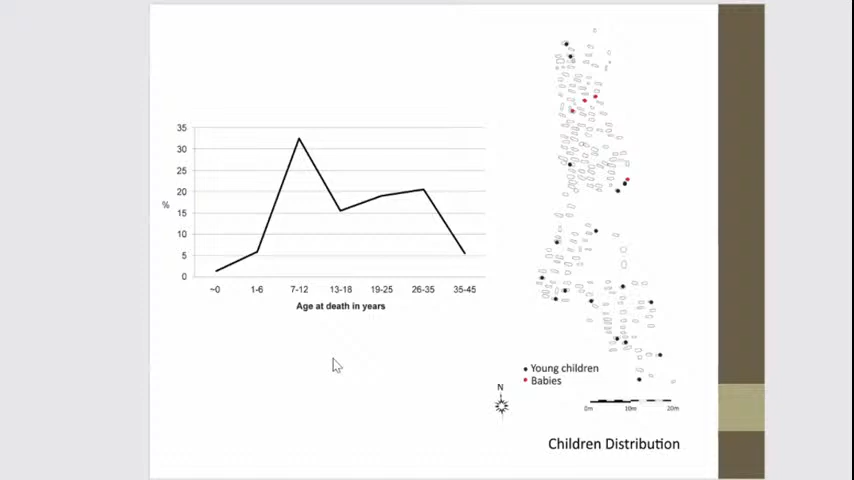 35
30
25
20
%
15
10
5
0
~0 1-6 7-12 13-18 19-25 26-35 35-45
Age at death in years
Young children
Babies
N
0m 10m 20m
Children Distribution